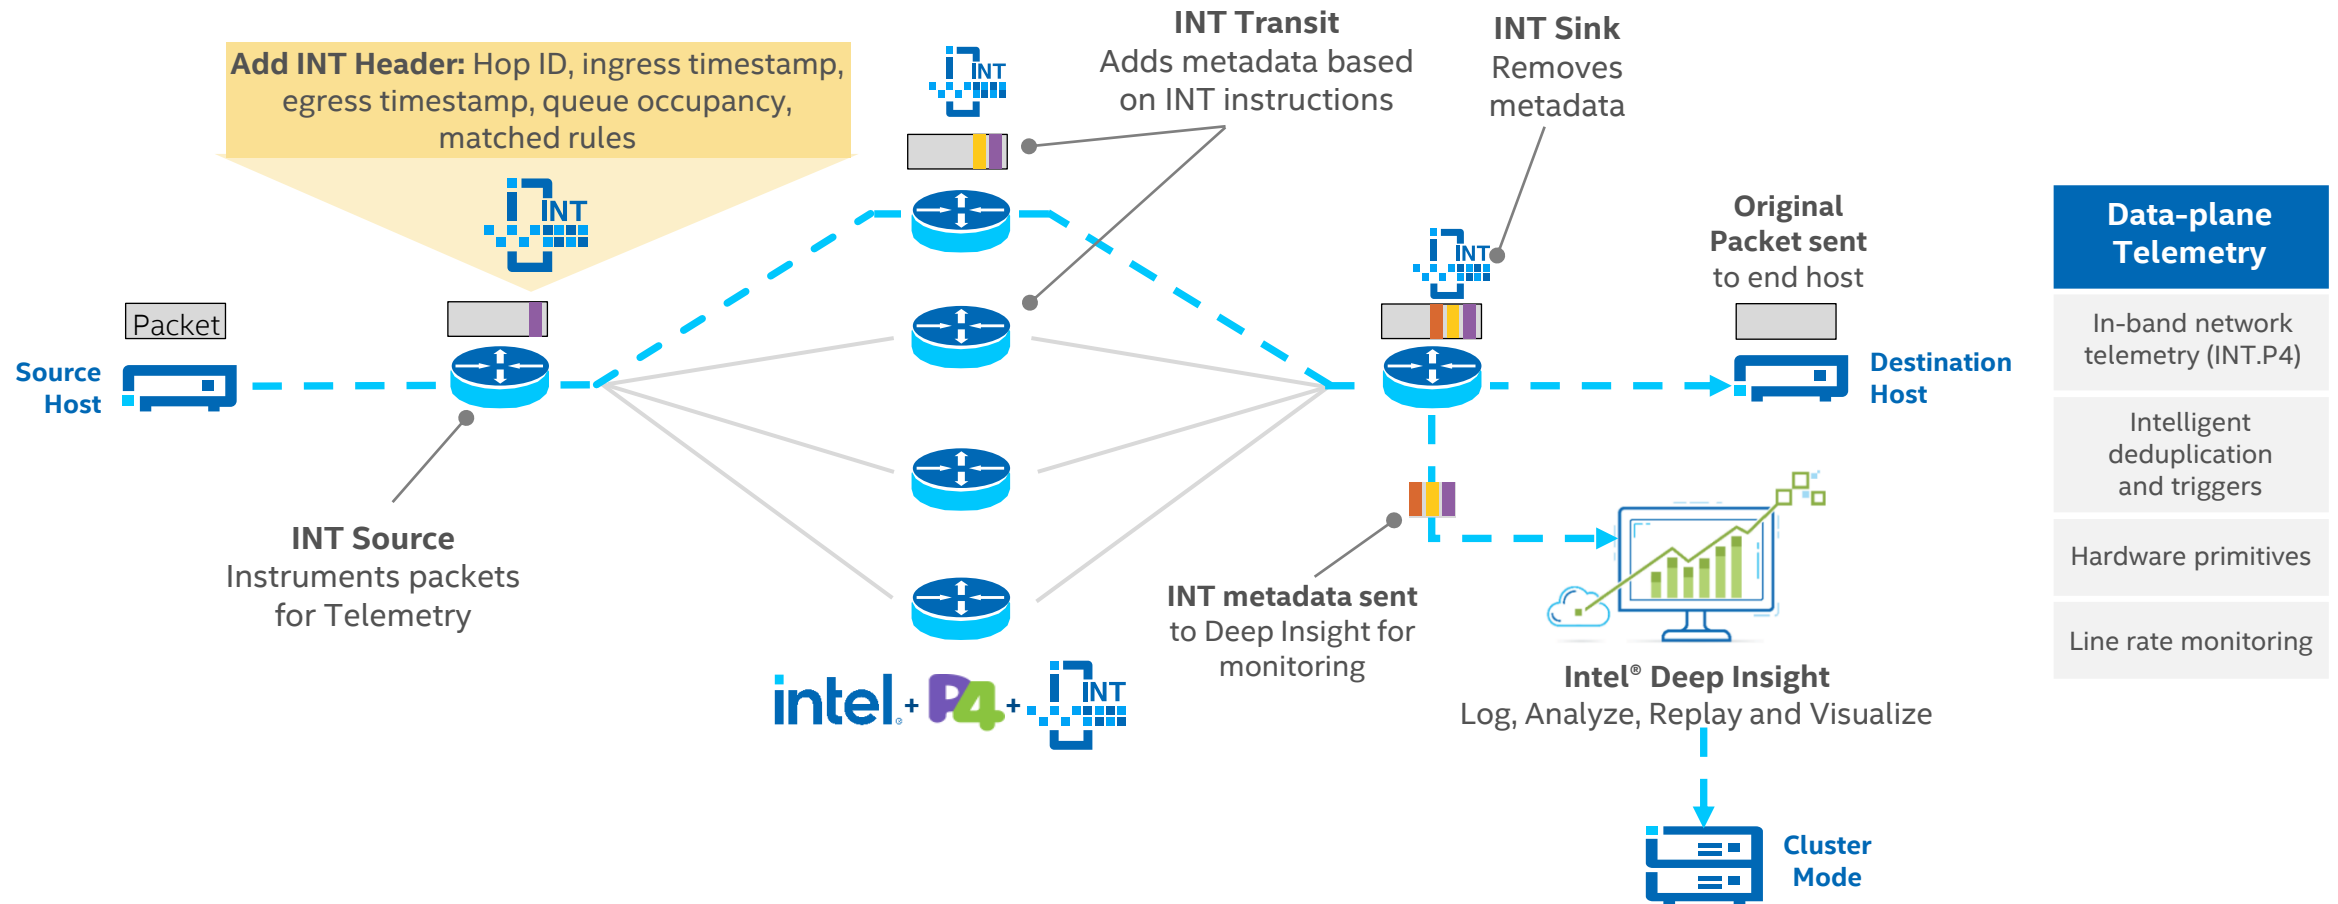 Add INT Header: Hop ID, ingress timestamp,
egress timestamp, queue occupancy,
matched rules
INT
INT Transit
Adds metadata based
on INT instructions
INT
INT Sink
Removes
metadata
INT
Original
Packet sent
to end host
Packet
Source
Host
Destination
Host
INT Source
Instruments packets
for Telemetry
INT metadata sent
to Deep Insight for
monitoring
intel.+ P4 + INT
Intel® Deep Insight
Log, Analyze, Replay and Visualize
Cluster
Mode
Data-plane
Telemetry
In-band network
telemetry (INT.P4)
Intelligent
deduplication
and triggers
Hardware primitives
Line rate monitoring